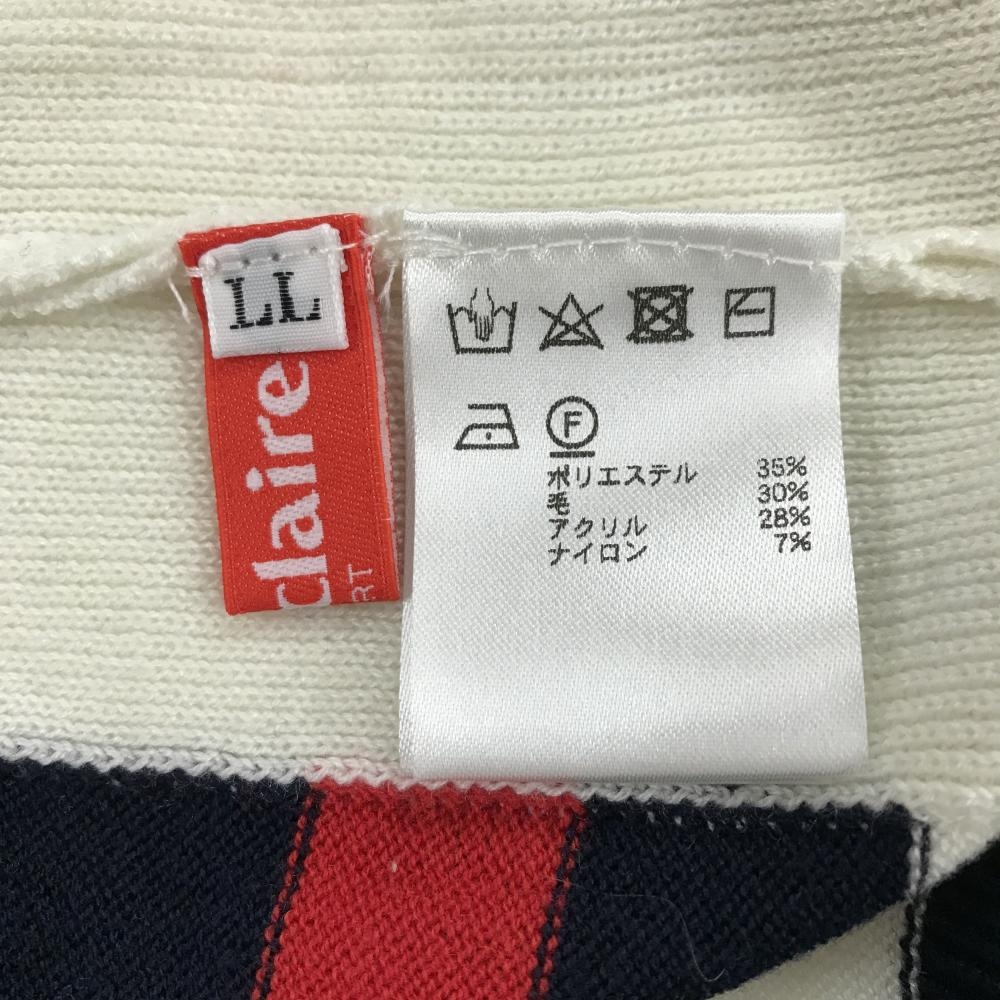 LL
claire
RT
F
ポリエステル 35%
毛 30%
アクリル 28%
ナイロン 7%